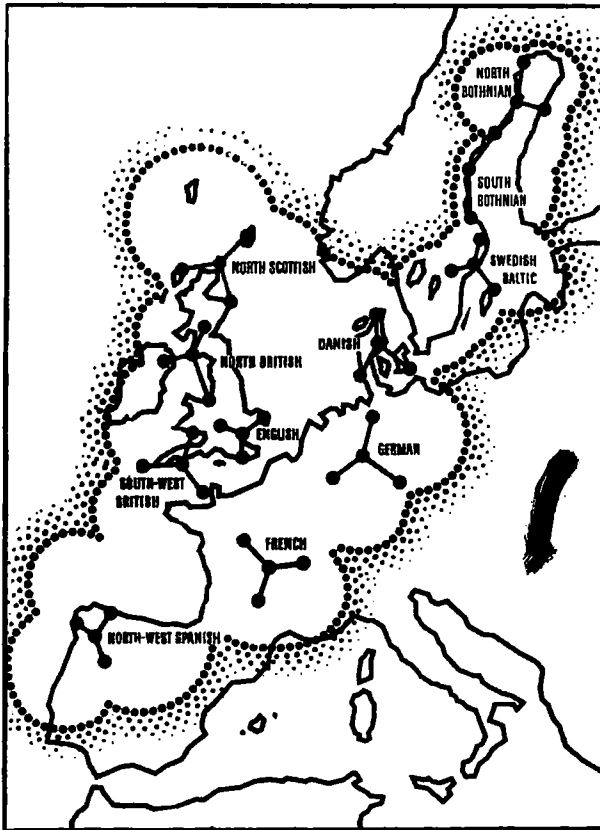 NORTH
BOTHNIAN
SOUTH
BOTHNIAN
SWEDISH
BALTIC
NORTH SCOTTISH
DANISH
NORTH BRITISH
ENGLISH
GERMAN
SOUTH-WEST
BRITISH
FRENCH
NORTH-WEST SPANISH